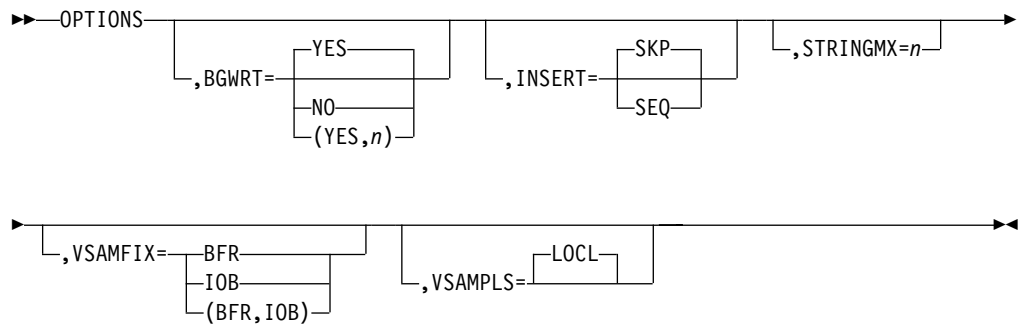 OPTIONS
,BGWRT=
YES
NO
(YES,n)
,INSERT=
SKP
SEQ
,STRINGMX=n
,VSAMFIX=
BFR
IOB
(BFR,IOB)
,VSAMPLS=
LOCL